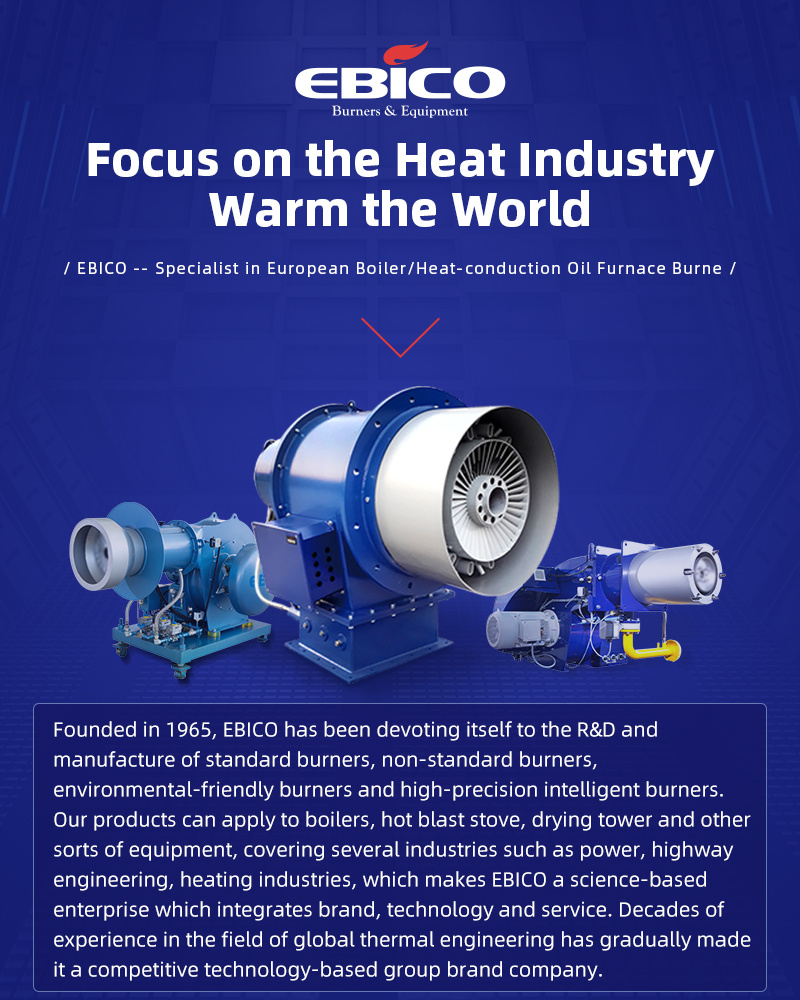 EBICO
Burners & Equipment
Focus on the Heat Industry
Warm the World
/ EBICO -- Specialist in European Boiler/Heat-conduction Oil Furnace Burne /
Founded in 1965, EBICO has been devoting itself to the R&D and
manufacture of standard burners, non-standard burners,
environmental-friendly burners and high-precision intelligent burners.
Our products can apply to boilers, hot blast stove, drying tower and other
sorts of equipment, covering several industries such as power, highway
engineering, heating industries, which makes EBICO a science-based
enterprise which integrates brand, technology and service. Decades of
experience in the field of global thermal engineering has gradually made
it a competitive technology-based group brand company.